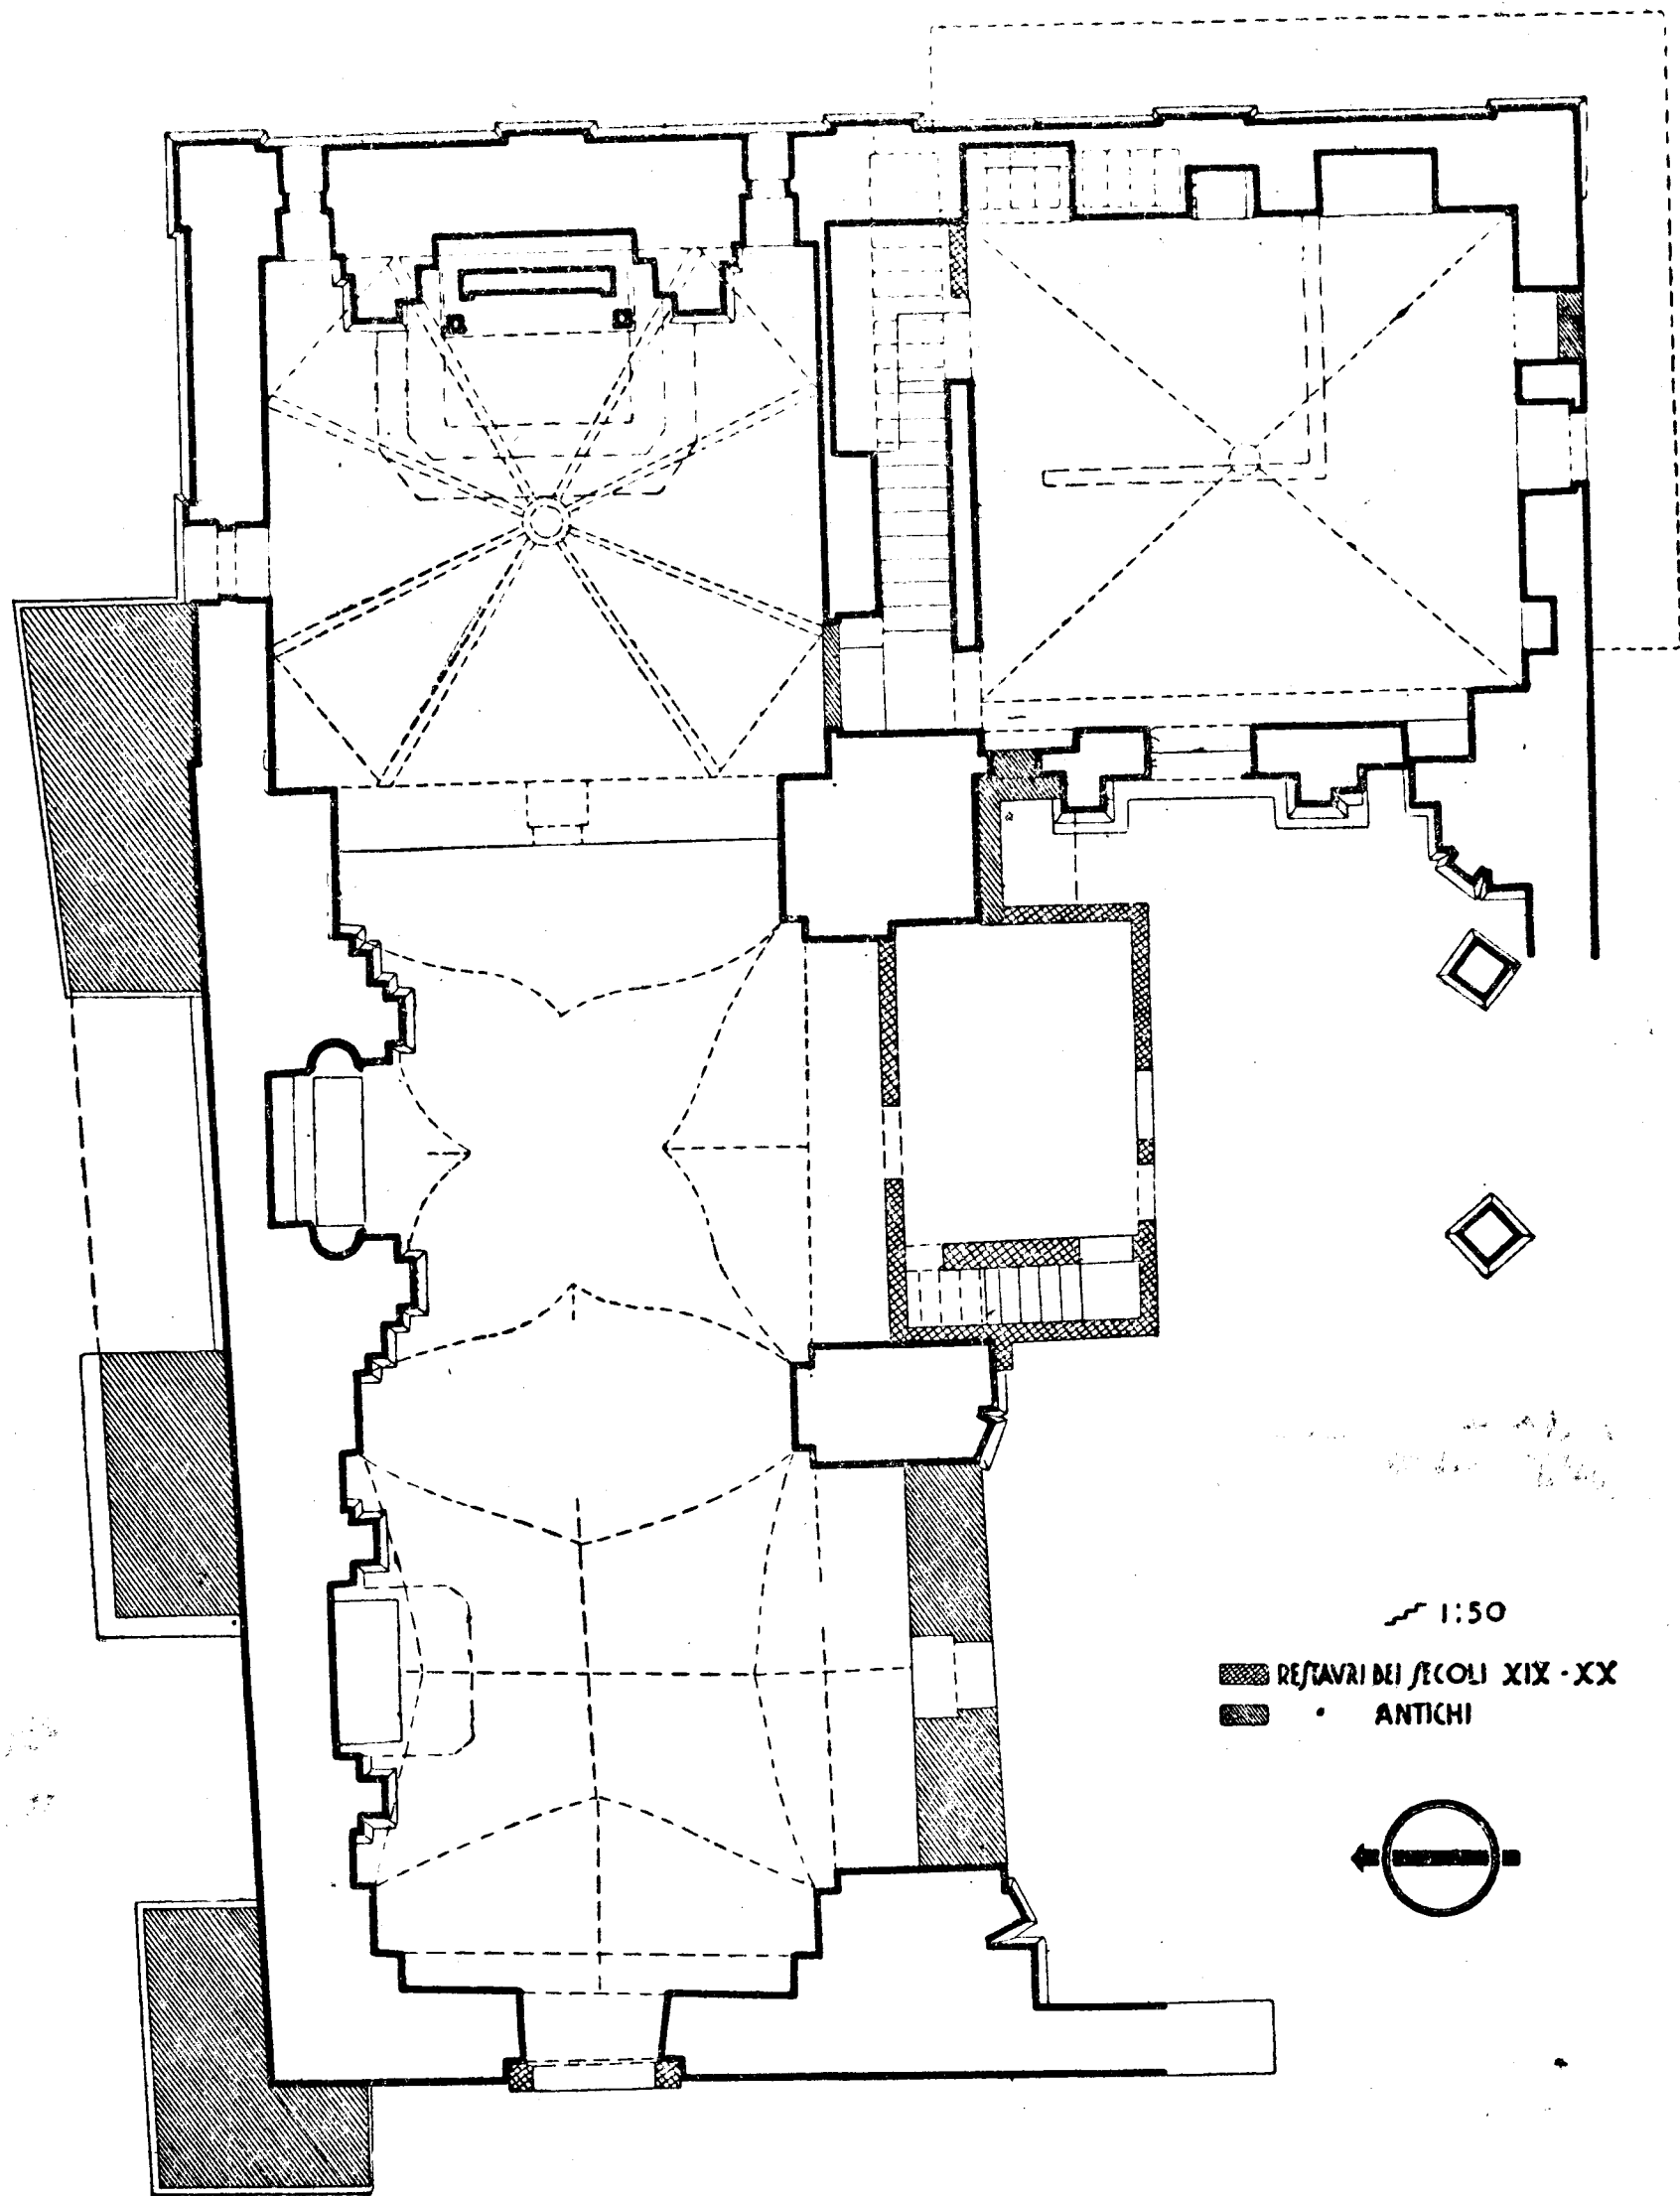 1:50
RESTAVRI DEI SECOLI XIX - XX
• ANTICHI